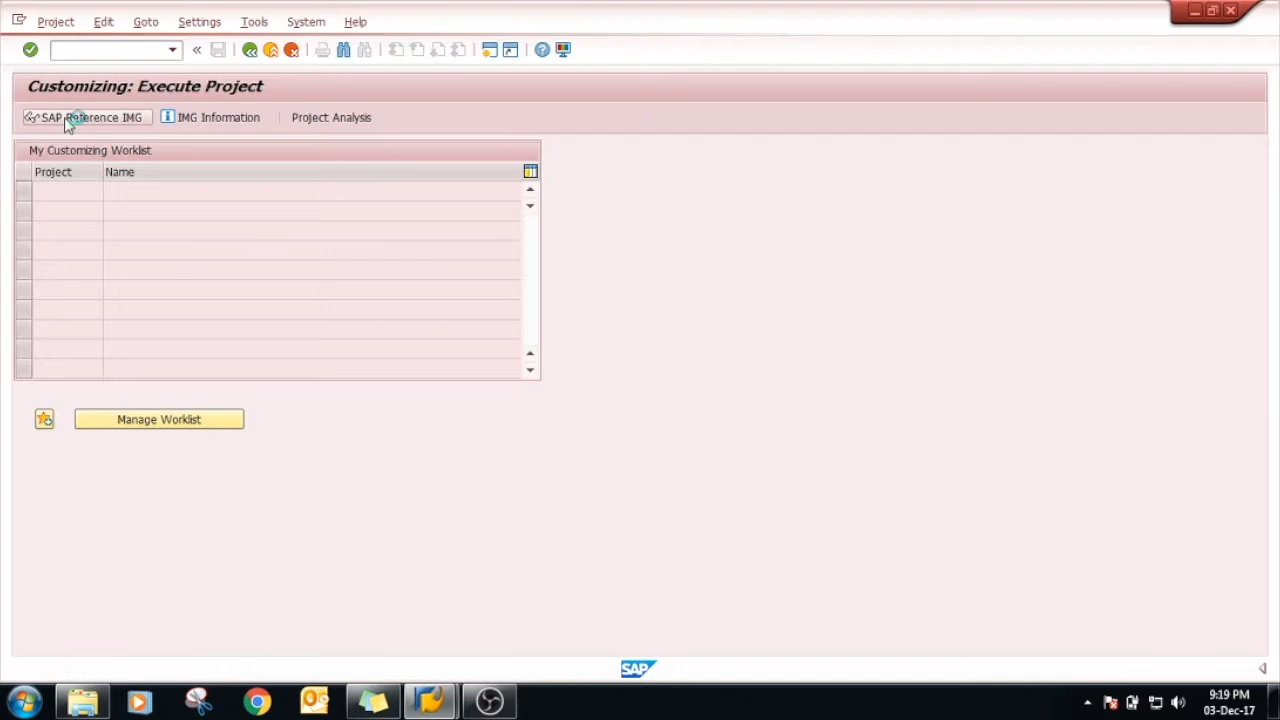 Project Edit Goto Settings Tools System Help
Customizing: Execute Project
SAP Reference IMG IMG Information Project Analysis
My Customizing Worklist
Project Name
Manage Worklist
SAP
9:19 PM
03-Dec-17